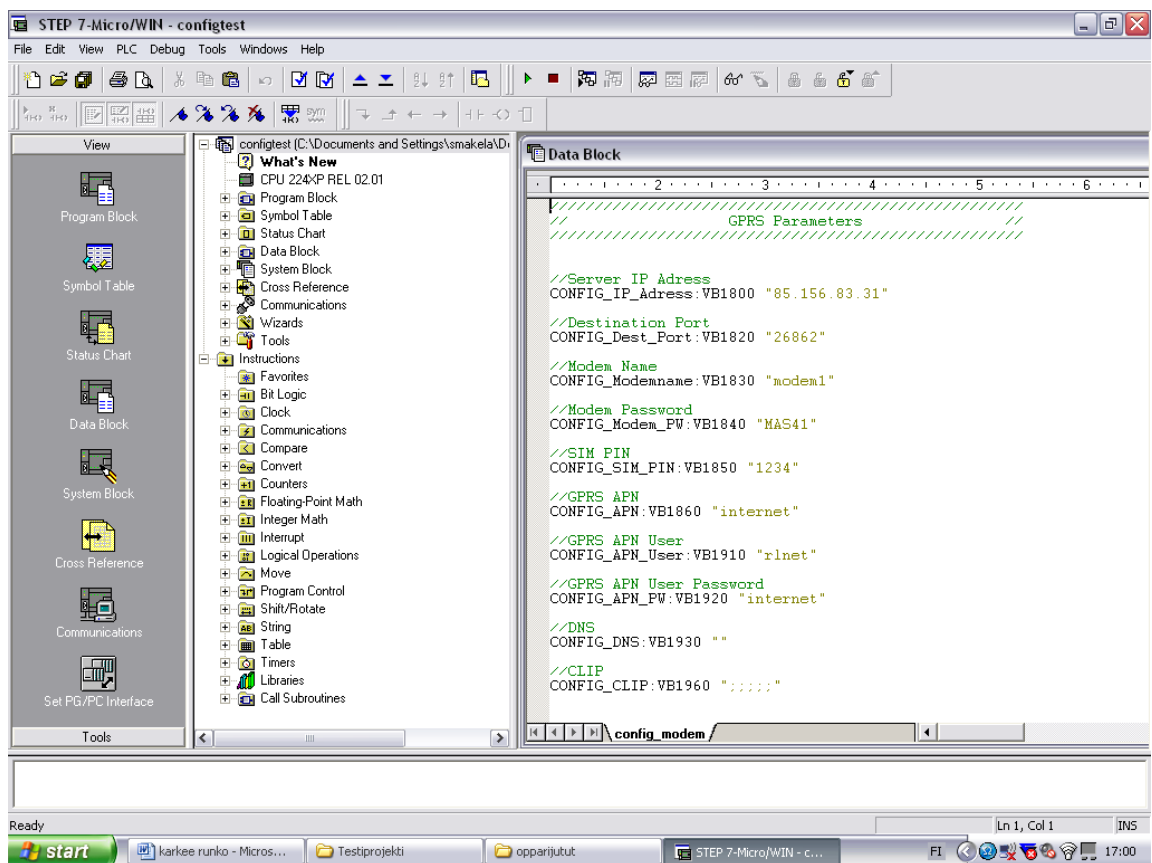 STEP 7-Micro/WIN - configtest
File Edit View PLC Debug Tools Windows Help
sym
View
Program Block
Symbol Table
Status Chart
Data Block
System Block
Cross Reference
Communications
Set PG/PC Interface
Tools
configtest (C:\Documents and Settings\smakela\D
What's New
CPU 224XP REL 02.01
Program Block
Symbol Table
Status Chart
Data Block
System Block
Cross Reference
Communications
Wizards
Tools
Instructions
Favorites
Bit Logic
Clock
Communications
Compare
Convert
Counters
Floating-Point Math
Integer Math
Interrupt
Logical Operations
Move
Program Control
Shift/Rotate
String
Table
Timers
Libraries
Call Subroutines
Data Block
2 3 4 5 6
//////////////////////////////////////////////////////
// GPRS Parameters //
//////////////////////////////////////////////////////
//Server IP Adress
CONFIG_IP_Adress:VB1800 "85.156.83.31"
//Destination Port
CONFIG_Dest_Port:VB1820 "26862"
//Modem Name
CONFIG_Modemname:VB1830 "modem1"
//Modem Password
CONFIG_Modem_PW:VB1840 "MAS41"
//SIM PIN
CONFIG_SIM_PIN:VB1850 "1234"
//GPRS APN
CONFIG_APN:VB1860 "internet"
//GPRS APN User
CONFIG_APN_User:VB1910 "rlnet"
//GPRS APN User Password
CONFIG_APN_PW:VB1920 "internet"
//DNS
CONFIG_DNS:VB1930 ""
//CLIP
CONFIG_CLIP:VB1960 ";;;;;"
config_modem
Ready
Ln 1, Col 1 INS
start
karkee runko - Micros...
Testiprojekti
opparijutut
STEP 7-Micro/WIN - c...
FI
17:00